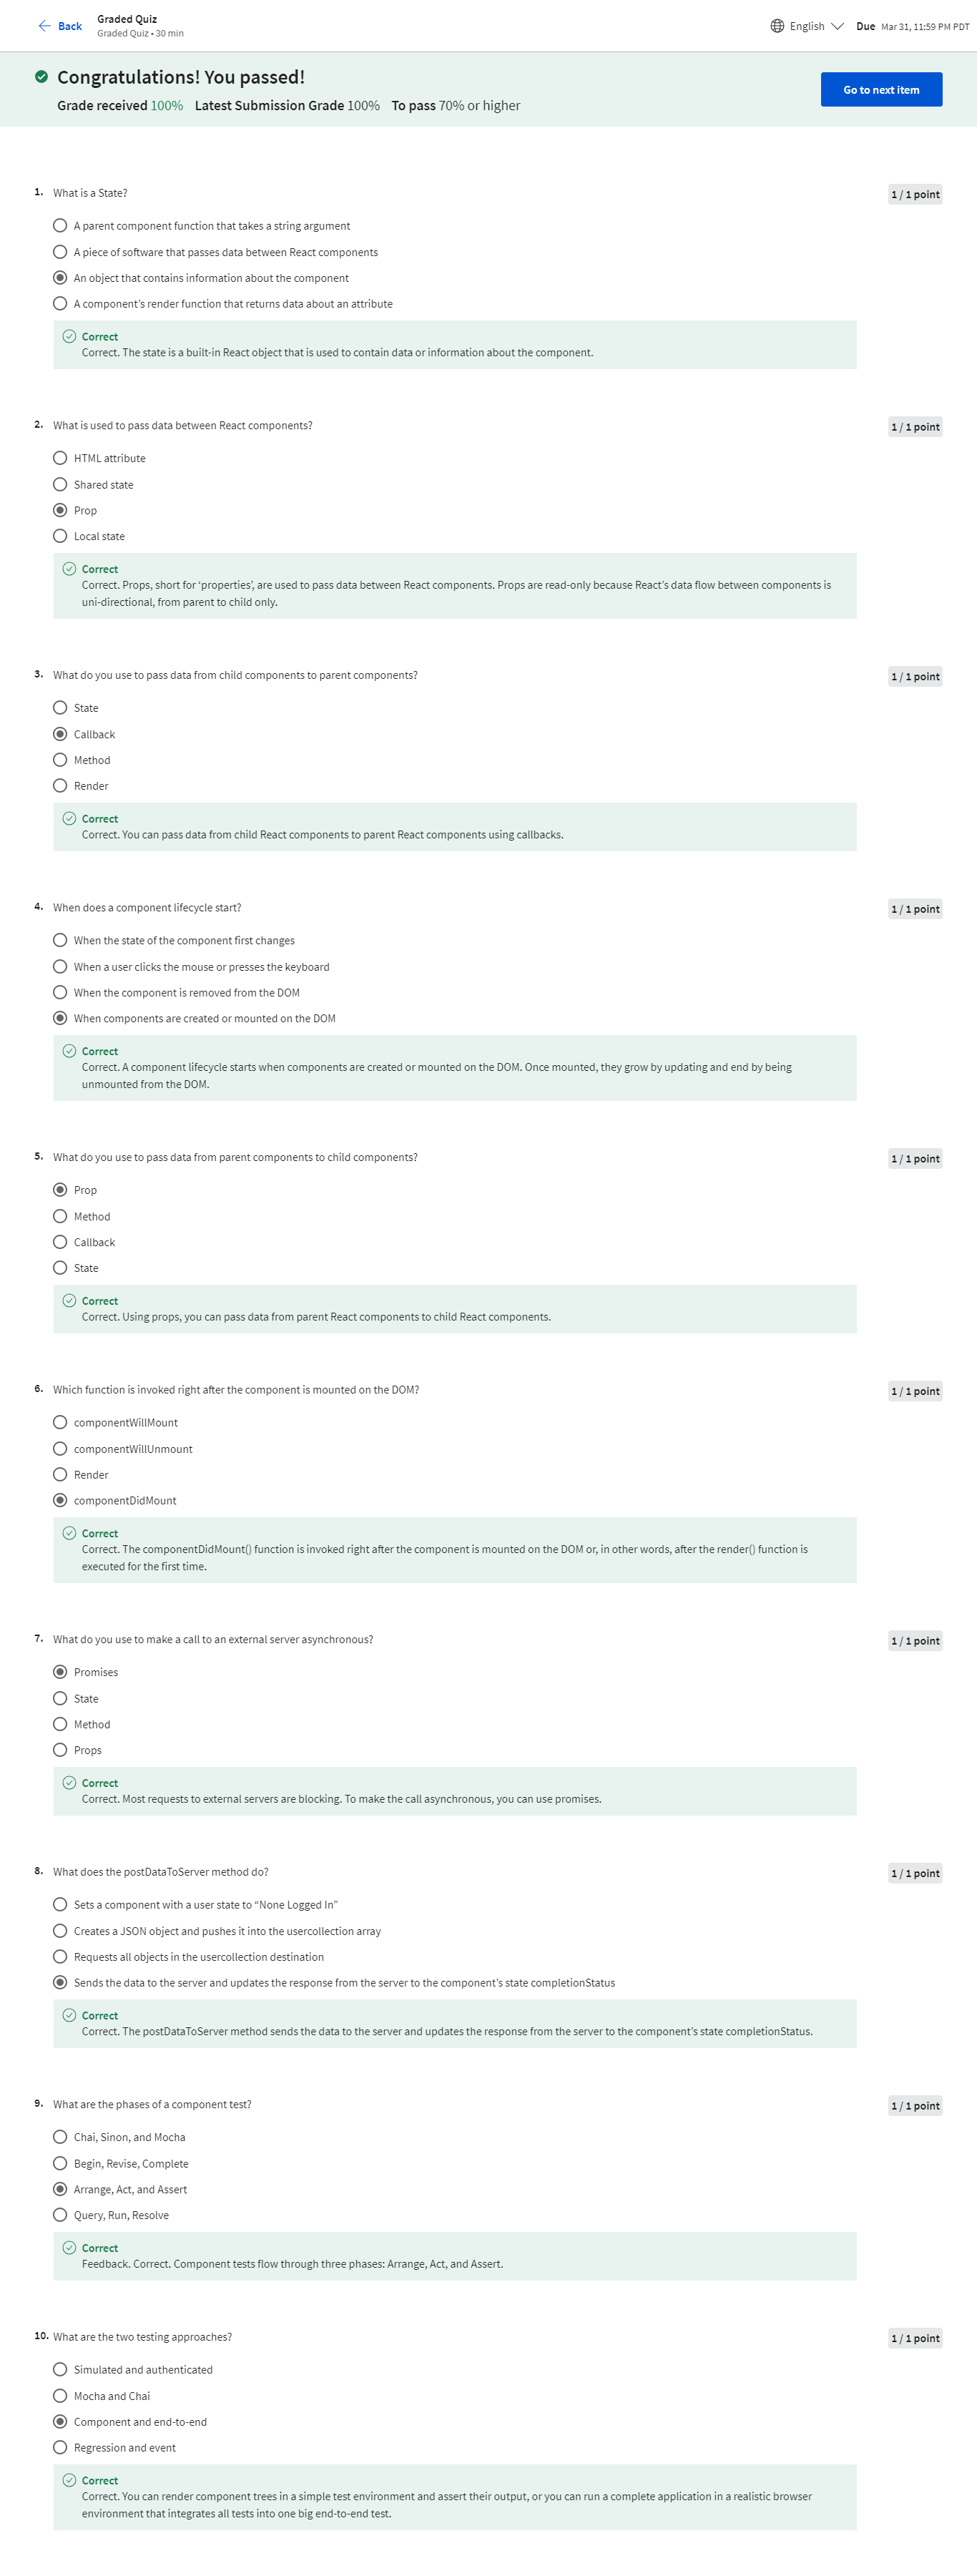 Back
Graded Quiz
Graded Quiz • 30 min
English
Due Mar 31, 11:59 PM PDT
Congratulations! You passed!
Grade received 100% Latest Submission Grade 100% To pass 70% or higher
Go to next item
1. What is a State?
1 / 1 point
A parent component function that takes a string argument
A piece of software that passes data between React components
An object that contains information about the component
A component’s render function that returns data about an attribute
Correct
Correct. The state is a built-in React object that is used to contain data or information about the component.
2. What is used to pass data between React components?
1 / 1 point
HTML attribute
Shared state
Prop
Local state
Correct
Correct. Props, short for ‘properties’, are used to pass data between React components. Props are read-only because React’s data flow between components is
uni-directional, from parent to child only.
3. What do you use to pass data from child components to parent components?
1 / 1 point
State
Callback
Method
Render
Correct
Correct. You can pass data from child React components to parent React components using callbacks.
4. When does a component lifecycle start?
1 / 1 point
When the state of the component first changes
When a user clicks the mouse or presses the keyboard
When the component is removed from the DOM
When components are created or mounted on the DOM
Correct
Correct. A component lifecycle starts when components are created or mounted on the DOM. Once mounted, they grow by updating and end by being
unmounted from the DOM.
5. What do you use to pass data from parent components to child components?
1 / 1 point
Prop
Method
Callback
State
Correct
Correct. Using props, you can pass data from parent React components to child React components.
6. Which function is invoked right after the component is mounted on the DOM?
1 / 1 point
componentWillMount
componentWillUnmount
Render
componentDidMount
Correct
Correct. The componentDidMount() function is invoked right after the component is mounted on the DOM or, in other words, after the render() function is
executed for the first time.
7. What do you use to make a call to an external server asynchronous?
1 / 1 point
Promises
State
Method
Props
Correct
Correct. Most requests to external servers are blocking. To make the call asynchronous, you can use promises.
8. What does the postDataToServer method do?
1 / 1 point
Sets a component with a user state to “None Logged In”
Creates a JSON object and pushes it into the usercollection array
Requests all objects in the usercollection destination
Sends the data to the server and updates the response from the server to the component’s state completionStatus
Correct
Correct. The postDataToServer method sends the data to the server and updates the response from the server to the component’s state completionStatus.
9. What are the phases of a component test?
1 / 1 point
Chai, Sinon, and Mocha
Begin, Revise, Complete
Arrange, Act, and Assert
Query, Run, Resolve
Correct
Feedback. Correct. Component tests flow through three phases: Arrange, Act, and Assert.
10. What are the two testing approaches?
1 / 1 point
Simulated and authenticated
Mocha and Chai
Component and end-to-end
Regression and event
Correct
Correct. You can render component trees in a simple test environment and assert their output, or you can run a complete application in a realistic browser
environment that integrates all tests into one big end-to-end test.